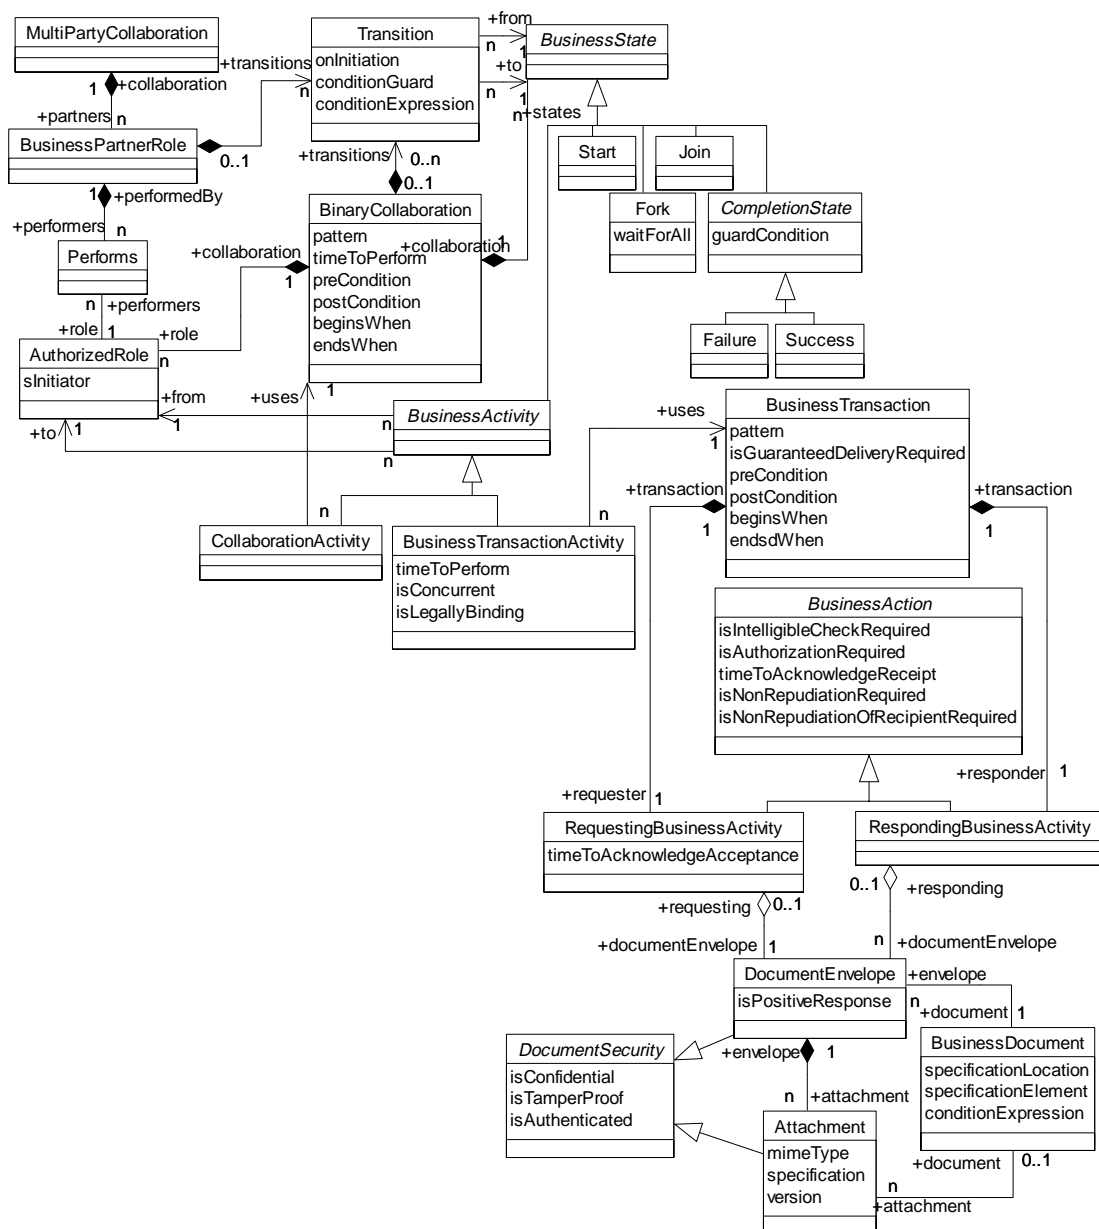 MultiPartyCollaboration
1
+collaboration
+partners
n
BusinessPartnerRole
0..1
+transitions
n
1
+performedBy
+performers
n
Performs
n
+performers
+role
1
AuthorizedRole
sInitiator
Transition
onInitiation
conditionGuard
conditionExpression
+from
n
1
+to
n
1
BusinessState
n
+states
+transitions
0..n
0..1
BinaryCollaboration
pattern
timeToPerform
preCondition
postCondition
beginsWhen
endsWhen
+collaboration
1
+collaboration
1
+role
n
Start
Join
Fork
waitForAll
CompletionState
guardCondition
Failure
Success
+uses
1
+from
1
n
+to
1
n
BusinessActivity
n
CollaborationActivity
BusinessTransactionActivity
timeToPerform
isConcurrent
isLegallyBinding
n
+uses
1
BusinessTransaction
pattern
isGuaranteedDeliveryRequired
preCondition
postCondition
beginsWhen
endsdWhen
+transaction
1
+transaction
1
BusinessAction
isIntelligibleCheckRequired
isAuthorizationRequired
timeToAcknowledgeReceipt
isNonRepudiationRequired
isNonRepudiationOfRecipientRequired
+requester
1
+responder
1
RequestingBusinessActivity
timeToAcknowledgeAcceptance
RespondingBusinessActivity
+requesting
0..1
0..1
+responding
+documentEnvelope
1
n
+documentEnvelope
DocumentEnvelope
isPositiveResponse
+envelope
n
+document
1
BusinessDocument
specificationLocation
specificationElement
conditionExpression
DocumentSecurity
isConfidential
isTamperProof
isAuthenticated
+envelope
1
n
+attachment
Attachment
mimeType
specification
version
+document
0..1
n
+attachment